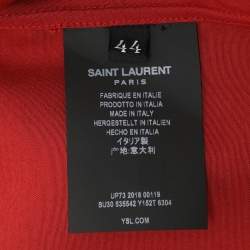 44
SAINT LAURENT
PARIS
FABRIQUÉ EN ITALIE
PRODOTTO IN ITALIA
MADE IN ITALY
HERGESTELLT IN ITALIEN
HECHO EN ITALIA
イタリア製
产地:意大利
UP73 2018 00119
SU30 535542 Y152T 6304
YSL.COM